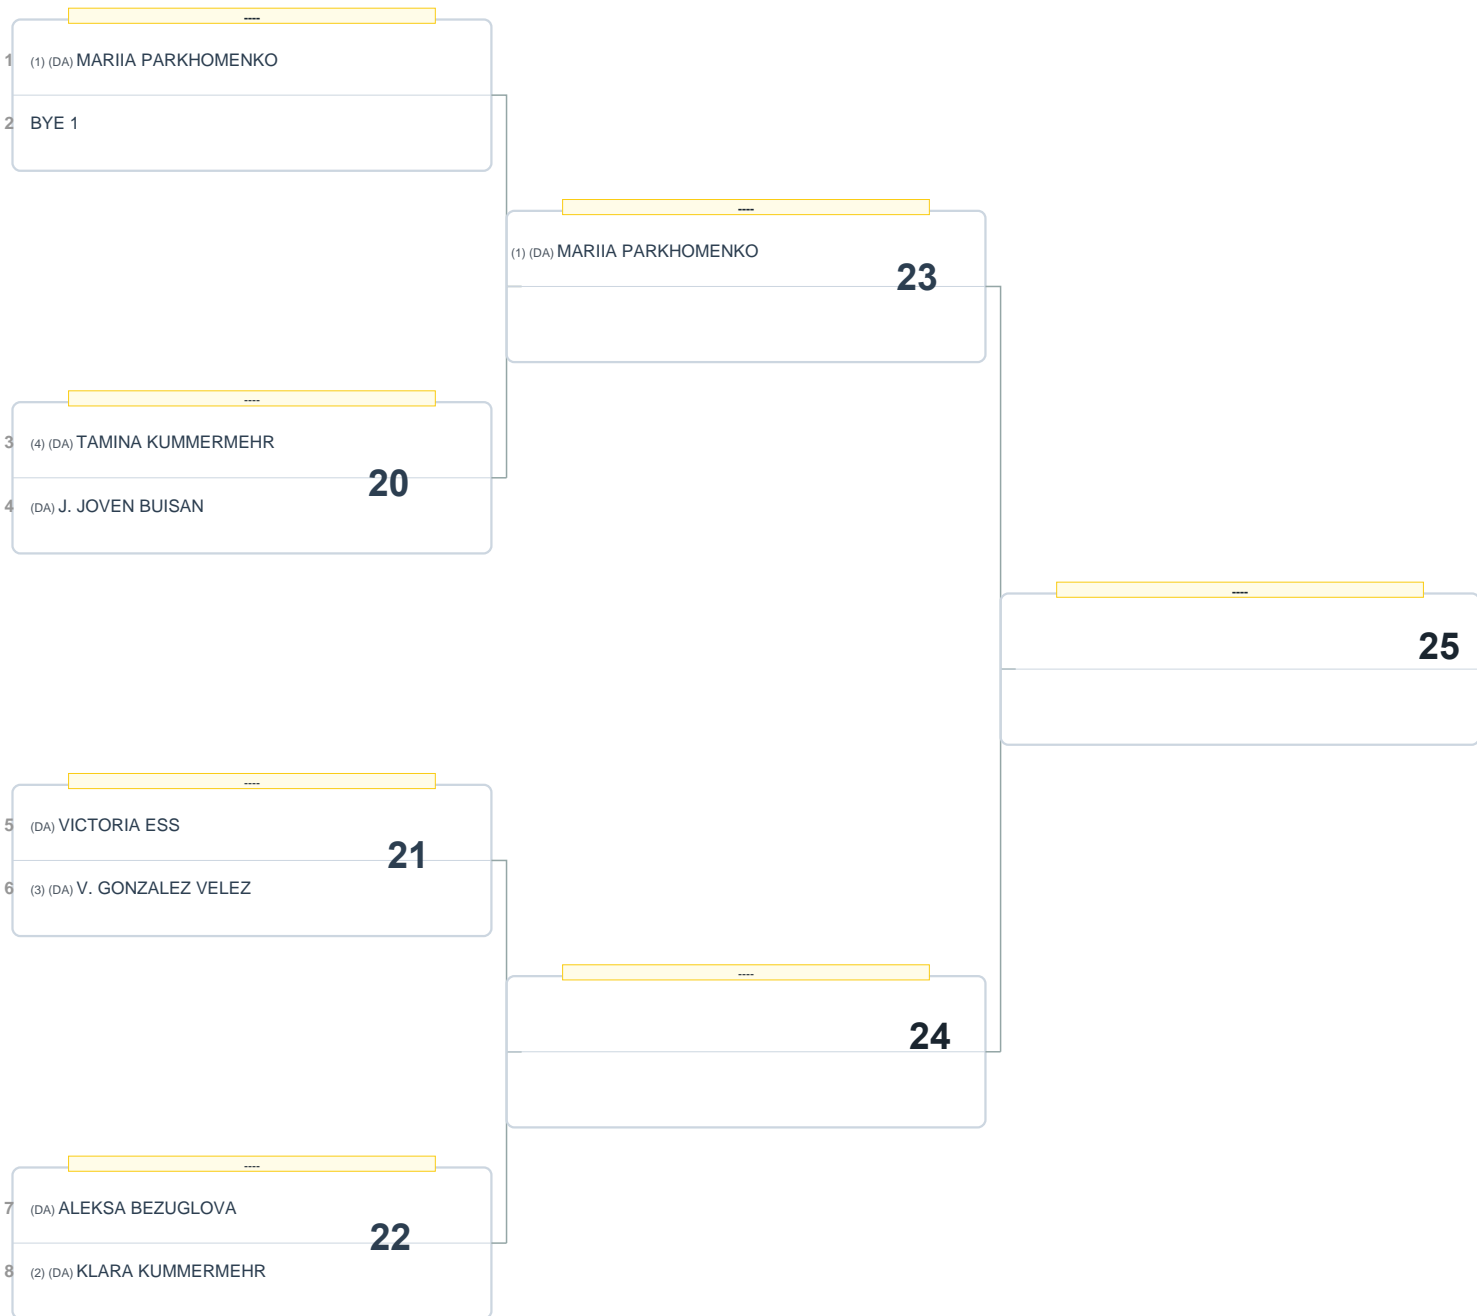 ----
1 (1) (DA) MARIIA PARKHOMENKO
2 BYE 1
----
(1) (DA) MARIIA PARKHOMENKO
23
----
3 (4) (DA) TAMINA KUMMERMEHR
20
4 (DA) J. JOVEN BUISAN
----
25
----
5 (DA) VICTORIA ESS
21
6 (3) (DA) V. GONZALEZ VELEZ
----
24
----
7 (DA) ALEKSA BEZUGLOVA
22
8 (2) (DA) KLARA KUMMERMEHR